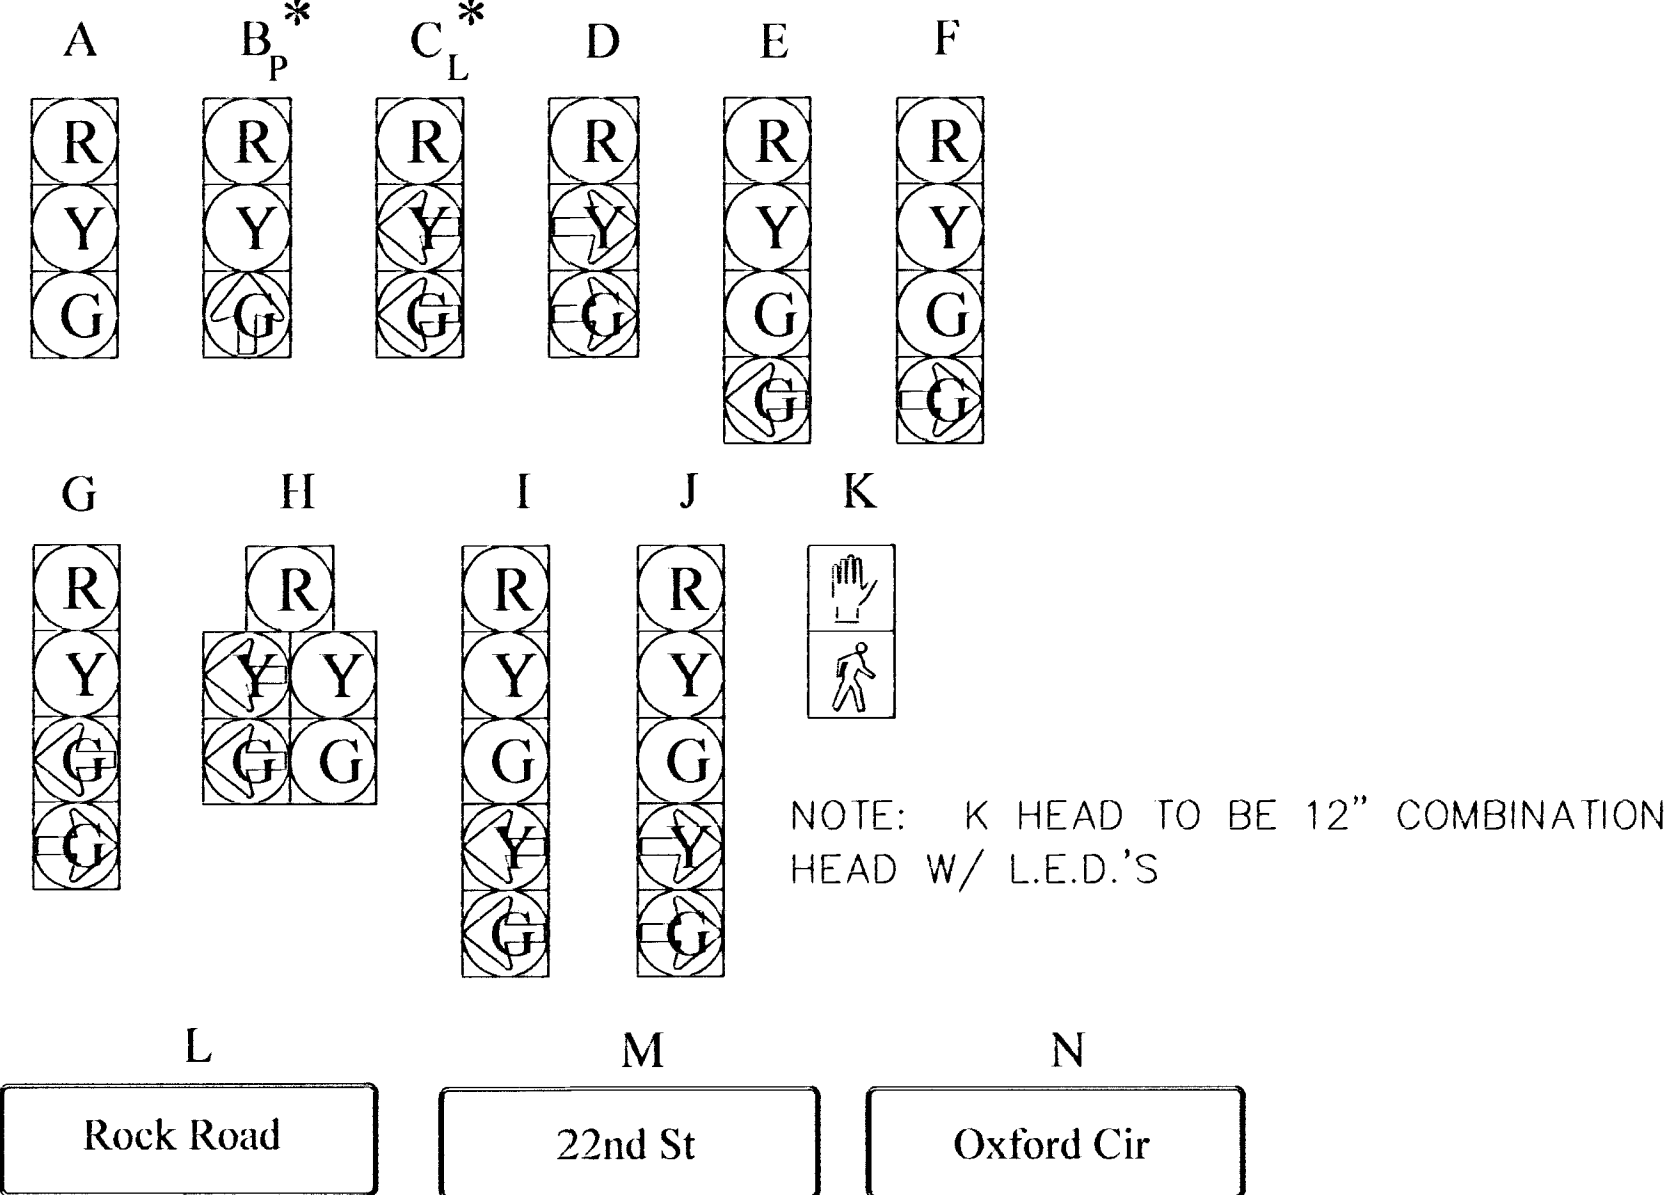 A B P * C L * D E F
R R R R R R
Y Y Y Y Y Y
G G G G G G
G G
G H I J K
R R R R
Y Y Y Y Y
G G G G G
G Y Y
G G
NOTE: K HEAD TO BE 12" COMBINATION
HEAD W/ L.E.D.'S
L M N
Rock Road 22nd St Oxford Cir